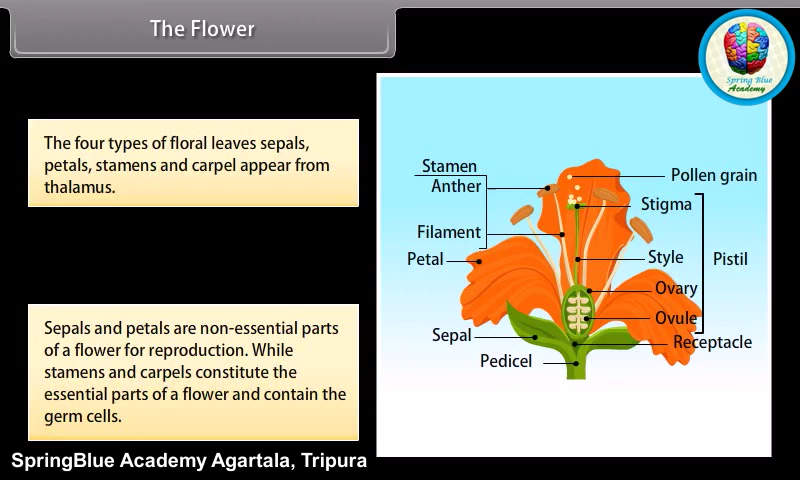 The Flower
Spring Blue
Academy
The four types of floral leaves sepals,
petals, stamens and carpel appear from
thalamus.
Stamen
Anther
Filament
Petal
Sepal
Pedicel
Pollen grain
Stigma
Style
Pistil
Ovary
Ovule
Receptacle
Sepals and petals are non-essential parts
of a flower for reproduction. While
stamens and carpels constitute the
essential parts of a flower and contain the
germ cells.
SpringBlue Academy Agartala, Tripura